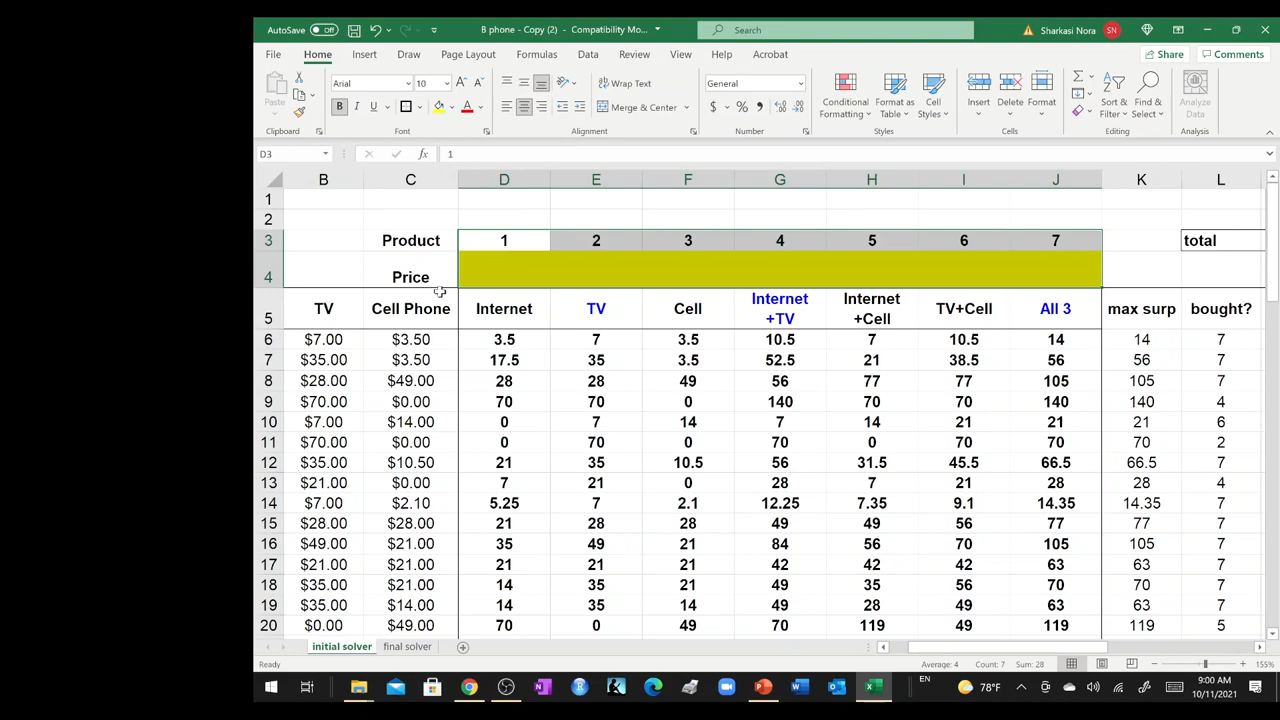 AutoSave Off B phone - Copy (2) - Compatibility Mo... Search Sharkasi Nora SN
File Home Insert Draw Page Layout Formulas Data Review View Help Acrobat Share Comments
Paste Arial 10 A A Wrap Text General Conditional Formatting Format as Table Cell Styles Insert Delete Format Sort & Filter Find & Select Analyze Data
B I U A Merge & Center $ % 9
Clipboard Font Alignment Number Styles Cells Editing Analysis
D3 fx 1
B C D E F G H I J K L
1
2
3 Product 1 2 3 4 5 6 7 total
4 Price
5 TV Cell Phone Internet TV Cell Internet +TV Internet +Cell TV+Cell All 3 max surp bought?
6 $7.00 $3.50 3.5 7 3.5 10.5 7 10.5 14 14 7
7 $35.00 $3.50 17.5 35 3.5 52.5 21 38.5 56 56 7
8 $28.00 $49.00 28 28 49 56 77 77 105 105 7
9 $70.00 $0.00 70 70 0 140 70 70 140 140 4
10 $7.00 $14.00 0 7 14 7 14 21 21 21 6
11 $70.00 $0.00 0 70 0 70 0 70 70 70 2
12 $35.00 $10.50 21 35 10.5 56 31.5 45.5 66.5 66.5 7
13 $21.00 $0.00 7 21 0 28 7 21 28 28 4
14 $7.00 $2.10 5.25 7 2.1 12.25 7.35 9.1 14.35 14.35 7
15 $28.00 $28.00 21 28 28 49 49 56 77 77 7
16 $49.00 $21.00 35 49 21 84 56 70 105 105 7
17 $21.00 $21.00 21 21 21 42 42 42 63 63 7
18 $35.00 $21.00 14 35 21 49 35 56 70 70 7
19 $35.00 $14.00 14 35 14 49 28 49 63 63 7
20 $0.00 $49.00 70 0 49 70 119 49 119 119 5
initial solver final solver
Ready Average: 4 Count: 7 Sum: 28 155%
EN 78°F 9:00 AM
10/11/2021